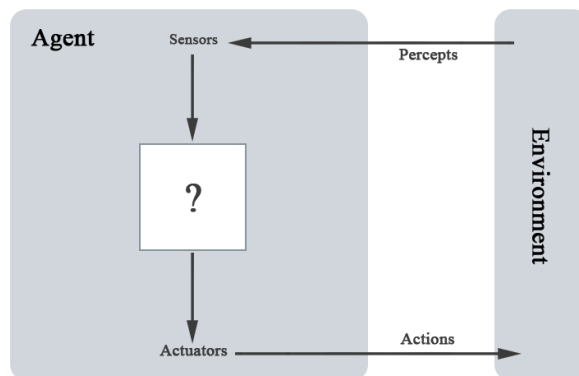 Agent
Sensors
Percepts
?
Environment
Actuators
Actions